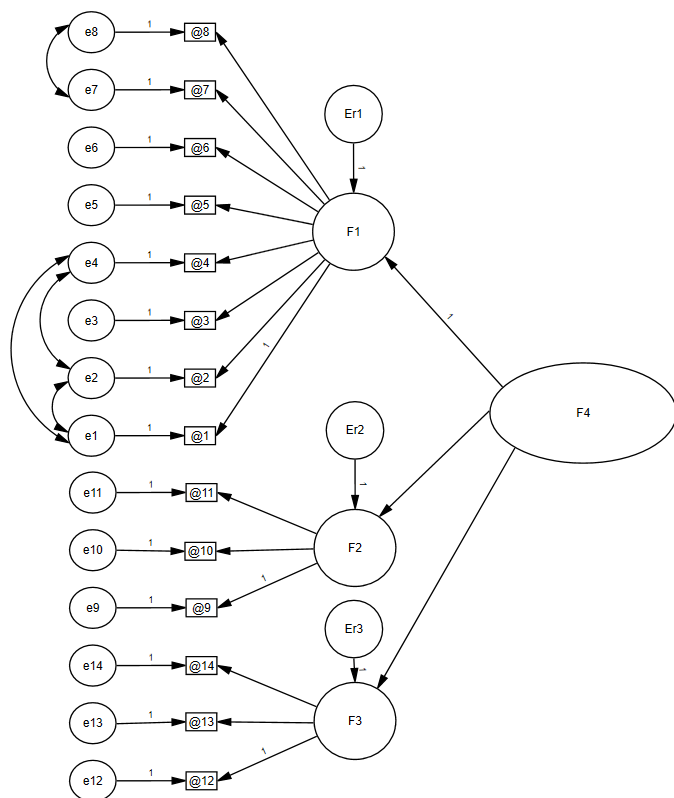 e8 1 @8
e7 1 @7
Er1
e6 1 @6
1
e5 1 @5
F1
e4 1 @4
e3 1 @3
1
1
e2 1 @2
F4
e1 1 @1
Er2
e11 1 @11
1
e10 1 @10
F2
1
e9 1 @9
Er3
e14 1 @14
1
e13 1 @13
F3
1
e12 1 @12